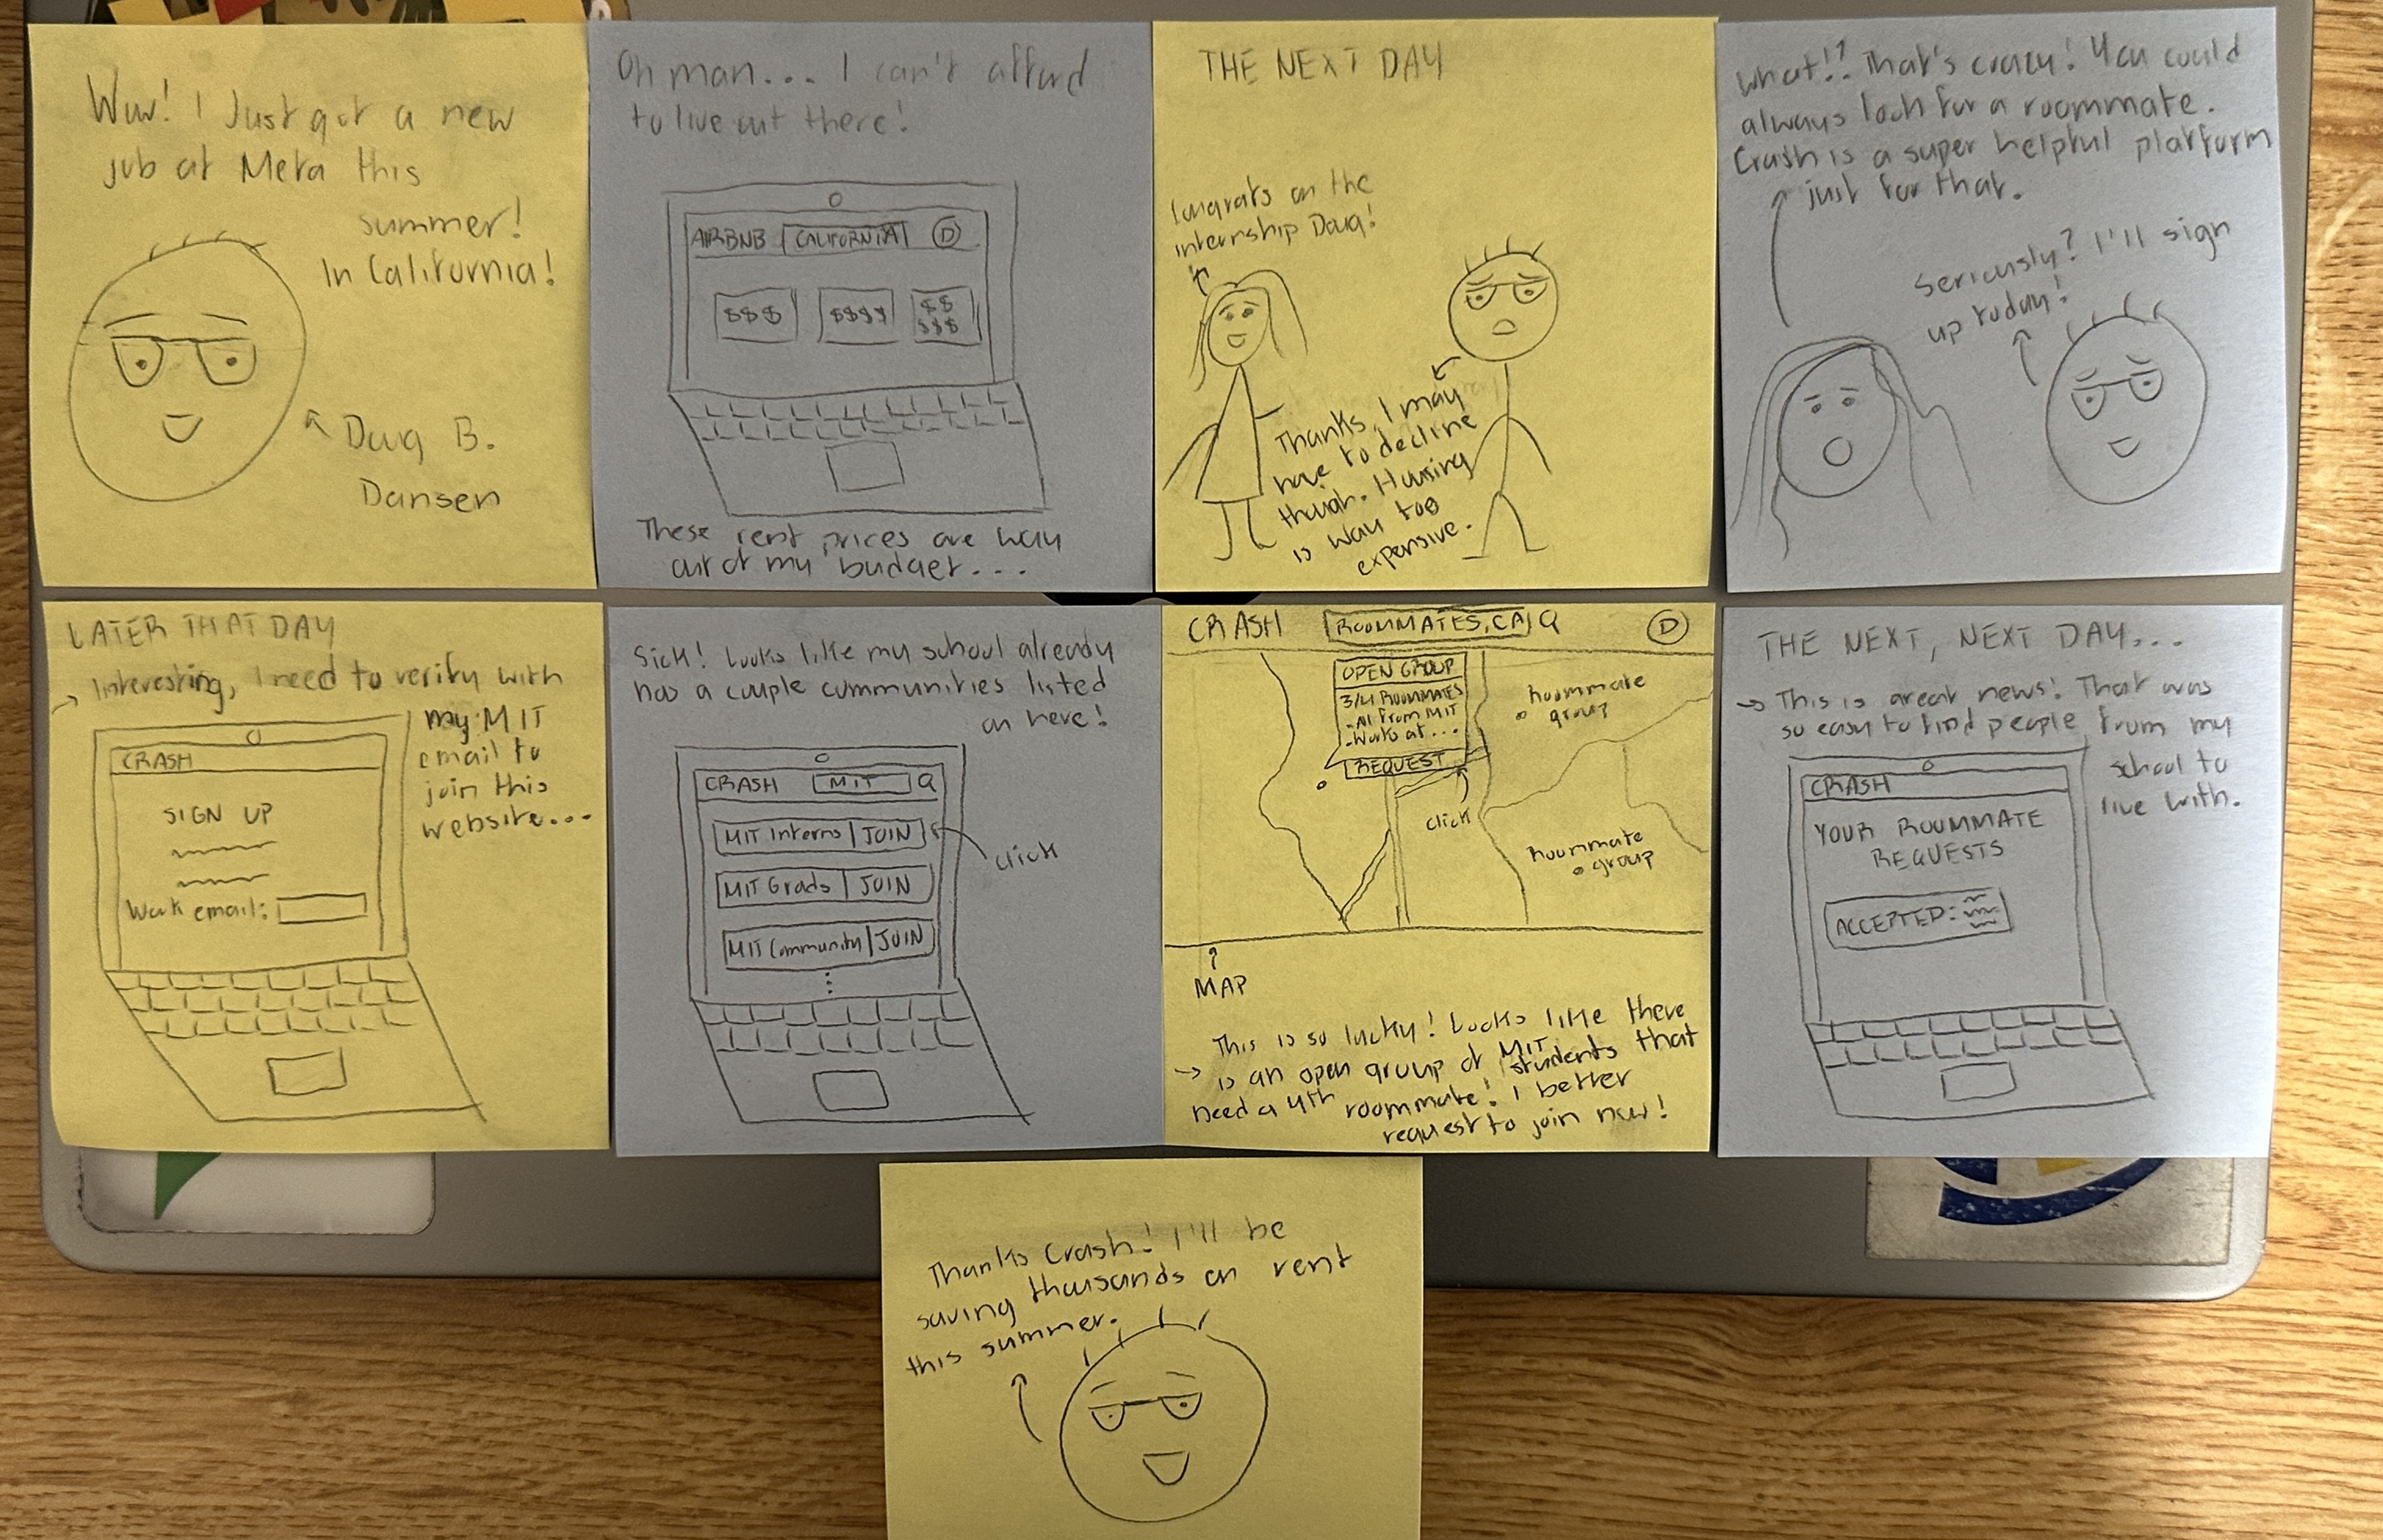 Wow! I Just got a new
job at Meta this
summer!
In California!
Doug B.
Dansen
Oh man... I can't afford
to live out there!
AIRBNB CALIFORNIA D
$$$ $$$$ $$
$$$
These rent prices are way
out of my budget...
THE NEXT DAY
Congrats on the
internship Doug!
Thanks, I may
have to decline
though. Housing
is way too
expensive.
What!? That's crazy! You could
always look for a roommate.
Crash is a super helpful platform
just for that.
Seriously? I'll sign
up today!
LATER THAT DAY
Interesting, I need to verify with
my MIT
email to
join this
website...
CRASH
SIGN UP
Work email:
Sick! Looks like my school already
has a couple communities listed
on here!
CRASH MIT
MIT Interns JOIN
click
MIT Grads JOIN
MIT Community JOIN
CRASH ROOMMATES, CA D
OPEN GROUP
3/4 ROOMMATES
-All from MIT
-Works at...
REQUEST
click
Roommate
group
Roommate
group
MAP
This is so lucky! Looks like there
is an open group of MIT students that
need a 4th roommate! I better
request to join now!
THE NEXT, NEXT DAY...
This is great news! That was
so easy to find people from my
school to
live with.
CRASH
YOUR ROOMMATE
REQUESTS
ACCEPTED:
Thanks Crash! I'll be
saving thousands on rent
this summer.